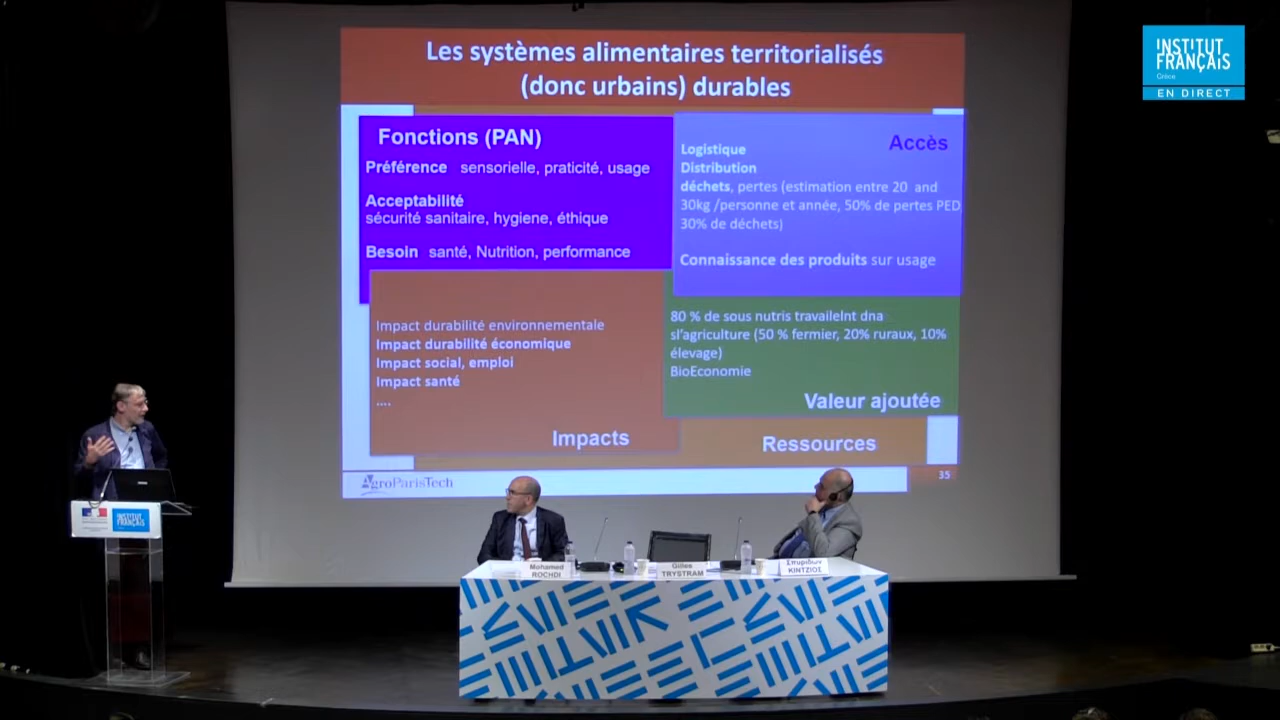 INSTITUT
FRANÇAIS
Grèce
EN DIRECT
Les systèmes alimentaires territorialisés
(donc urbains) durables
Fonctions (PAN)
Préférence sensorielle, praticité, usage
Acceptabilité
sécurité sanitaire, hygiene, éthique
Besoin santé, Nutrition, performance
Accès
Logistique
Distribution
déchets, pertes (estimation entre 20 and
30kg /personne et année, 50% de pertes PED
30% de déchets)
Connaissance des produits sur usage
Impact durabilité environnementale
Impact durabilité économique
Impact social, emploi
Impact santé
....
Impacts
80 % de sous nutris travailelnt dna
sl'agriculture (50 % fermier, 20% ruraux, 10%
élevage)
BioEconomie
Valeur ajoutée
Ressources
AgroParisTech
35
INSTITUT
FRANÇAIS
Mohamed
ROCHDI
Gilles
TRYSTRAM
Σπυρίδων
ΚΙΝΤΖΙΟΣ